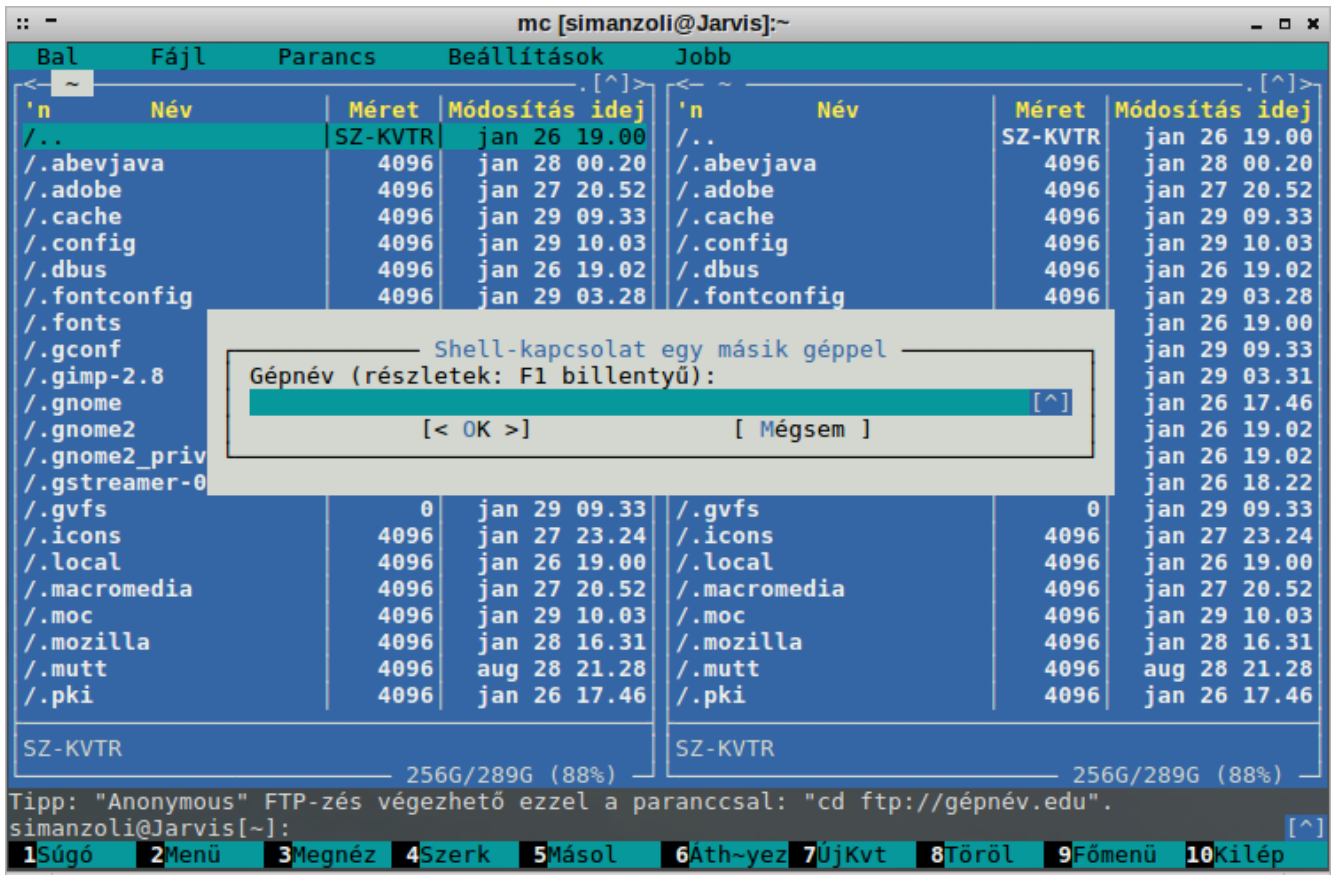 mc [simanzoli@Jarvis]:~
Bal Fájl Parancs Beállítások Jobb
<— ~ .[^]> <— ~ .[^]>
'n Név Méret Módosítás idej 'n Név Méret Módosítás idej
/.. SZ-KVTR jan 26 19.00 /.. SZ-KVTR jan 26 19.00
/.abevjava 4096 jan 28 00.20 /.abevjava 4096 jan 28 00.20
/.adobe 4096 jan 27 20.52 /.adobe 4096 jan 27 20.52
/.cache 4096 jan 29 09.33 /.cache 4096 jan 29 09.33
/.config 4096 jan 29 10.03 /.config 4096 jan 29 10.03
/.dbus 4096 jan 26 19.02 /.dbus 4096 jan 26 19.02
/.fontconfig 4096 jan 29 03.28 /.fontconfig 4096 jan 29 03.28
/.fonts jan 26 19.00
/.gconf Shell-kapcsolat egy másik géppel jan 29 09.33
/.gimp-2.8 Gépnév (részletek: F1 billentyű): jan 29 03.31
/.gnome [^] jan 26 17.46
/.gnome2 [< OK >] [ Mégsem ] jan 26 19.02
/.gnome2_priv jan 26 19.02
/.gstreamer-0 jan 26 18.22
/.gvfs 0 jan 29 09.33 /.gvfs 0 jan 29 09.33
/.icons 4096 jan 27 23.24 /.icons 4096 jan 27 23.24
/.local 4096 jan 26 19.00 /.local 4096 jan 26 19.00
/.macromedia 4096 jan 27 20.52 /.macromedia 4096 jan 27 20.52
/.moc 4096 jan 29 10.03 /.moc 4096 jan 29 10.03
/.mozilla 4096 jan 28 16.31 /.mozilla 4096 jan 28 16.31
/.mutt 4096 aug 28 21.28 /.mutt 4096 aug 28 21.28
/.pki 4096 jan 26 17.46 /.pki 4096 jan 26 17.46
SZ-KVTR SZ-KVTR
256G/289G (88%) 256G/289G (88%)
Tipp: "Anonymous" FTP-zés végezhető ezzel a paranccsal: "cd ftp://gépnév.edu".
simanzoli@Jarvis[~]: [^]
1Súgó 2Menü 3Megnéz 4Szerk 5Másol 6Áth~yez 7ÚjKvt 8Töröl 9Főmenü 10Kilép